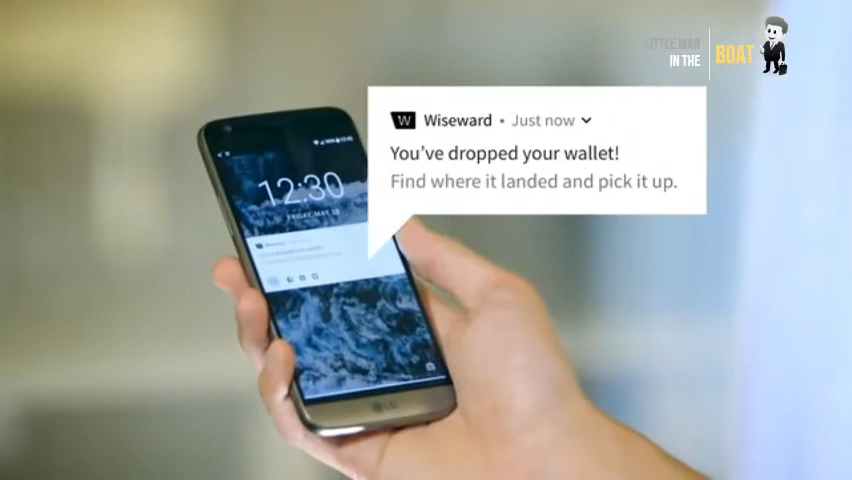 LITTLE MAN
IN THE
BOAT
W Wiseward • Just now
You've dropped your wallet!
Find where it landed and pick it up.
12:30
FRIDAY, MAY 13
Wiseward
LG